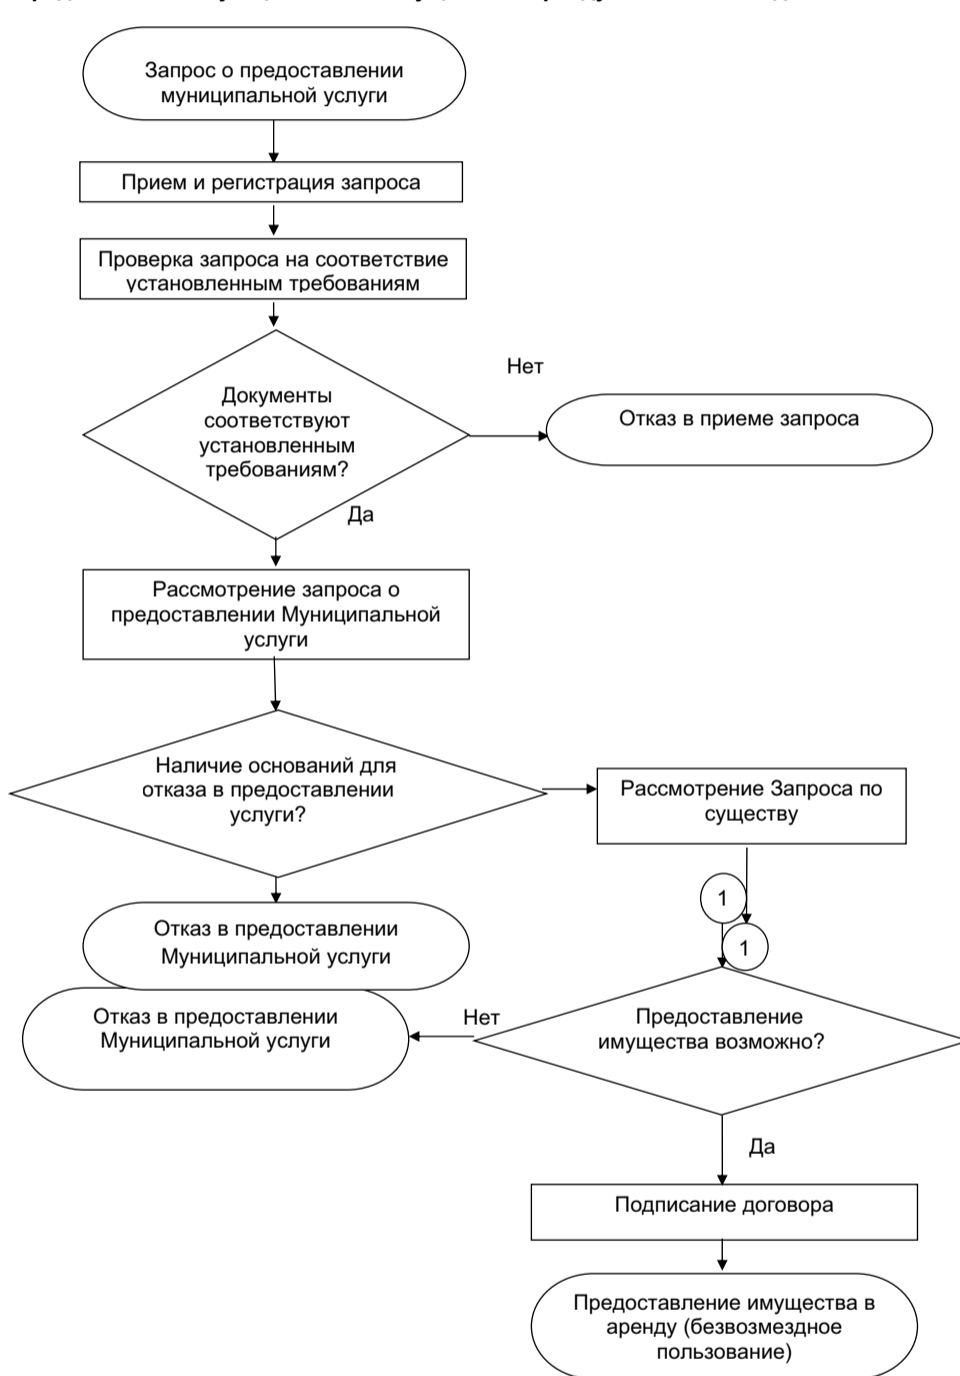 Запрос о предоставлении
муниципальной услуги
Прием и регистрация запроса
Проверка запроса на соответствие
установленным требованиям
Нет
Документы
соответствуют
установленным
требованиям?
Отказ в приеме запроса
Да
Рассмотрение запроса о
предоставлении Муниципальной
услуги
Наличие оснований для
отказа в предоставлении
услуги?
Рассмотрение Запроса по
существу
1
1
Отказ в предоставлении
Муниципальной услуги
Отказ в предоставлении
Муниципальной услуги
Нет
Предоставление
имущества возможно?
Да
Подписание договора
Предоставление имущества в
аренду (безвозмездное
пользование)